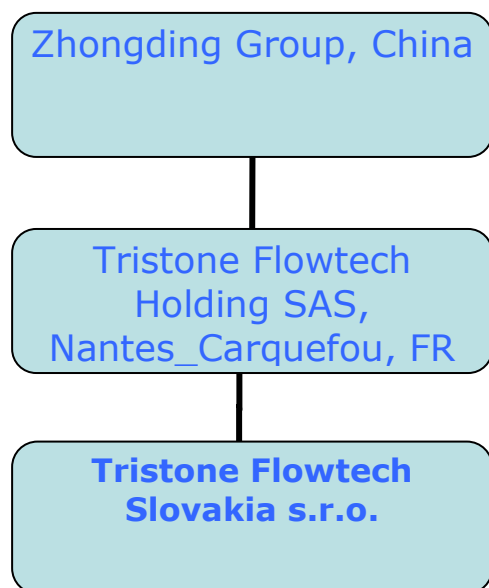 Zhongding Group, China
Tristone Flowtech
Holding SAS,
Nantes_Carquefou, FR
Tristone Flowtech
Slovakia s.r.o.